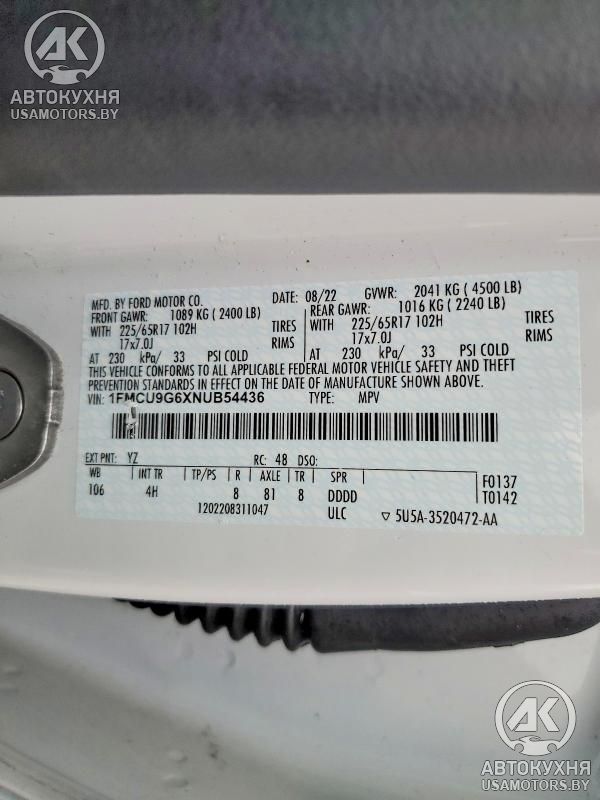 АК
АВТОКУХНЯ
USAMOTORS.BY
MFD. BY FORD MOTOR CO.
DATE: 08/22 GVWR: 2041 KG ( 4500 LB)
FRONT GAWR: 1089 KG ( 2400 LB) REAR GAWR: 1016 KG ( 2240 LB)
WITH 225/65R17 102H TIRES WITH 225/65R17 102H TIRES
17x7.0J RIMS 17x7.0J RIMS
AT 230 kPa/ 33 PSI COLD AT 230 kPa/ 33 PSI COLD
THIS VEHICLE CONFORMS TO ALL APPLICABLE FEDERAL MOTOR VEHICLE SAFETY AND THEFT
PREVENTION STANDARDS IN EFFECT ON THE DATE OF MANUFACTURE SHOWN ABOVE.
VIN: 1FMCU9G6XNUB54436 TYPE: MPV
EXT PNT: YZ RC: 48 DSO:
WB INT TR TP/PS R AXLE TR SPR F0137
106 4H 8 81 8 DDDD T0142
1202208311047 ULC ▽ 5U5A-3520472-AA
АК
АВТОКУХНЯ
USAMOTORS.BY